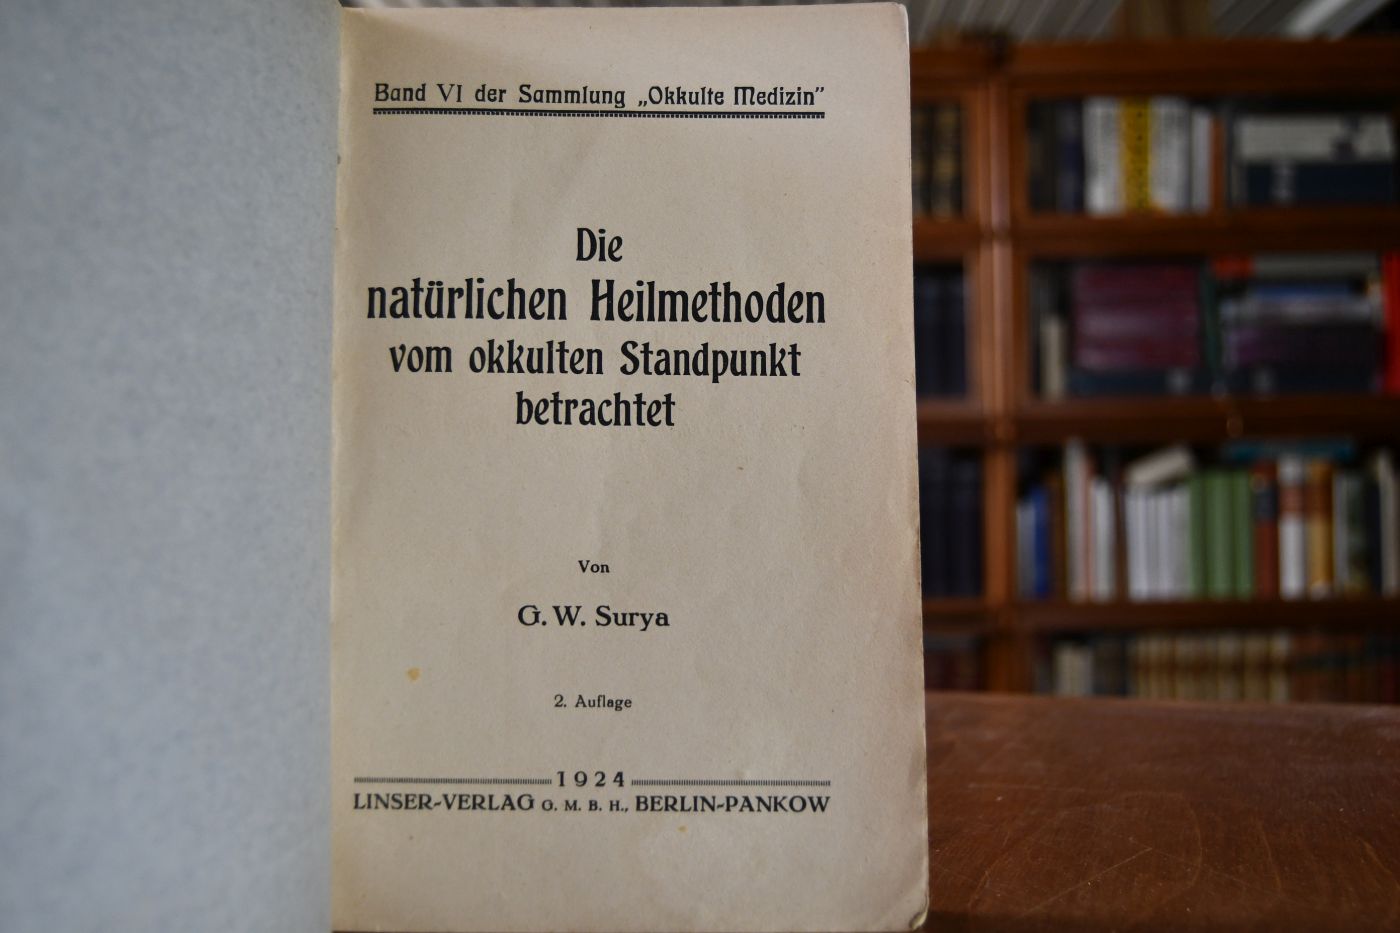 Band VI der Sammlung „Okkulte Medizin”
Die
natürlichen Heilmethoden
vom okkulten Standpunkt
betrachtet
Von
G. W. Surya
2. Auflage
1924
LINSER-VERLAG G. M. B. H., BERLIN-PANKOW